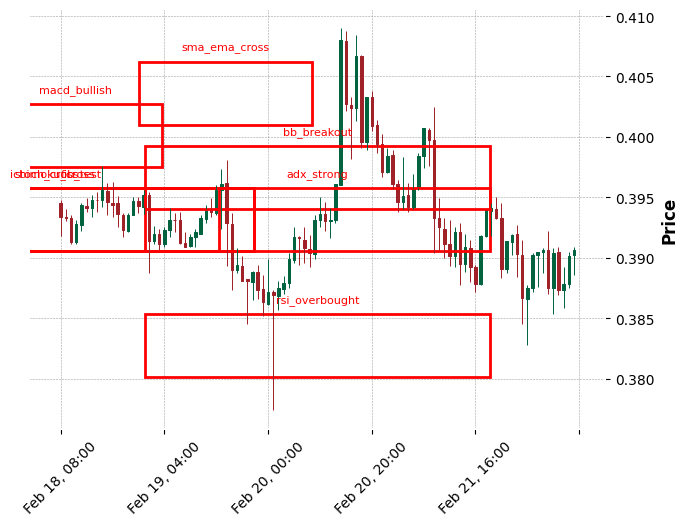 0.410
sma_ema_cross
0.405
macd_bullish
0.400
bb_breakout
adx_strong
0.395
Price
0.390
0.385
rsi_overbought
0.380
Feb 18, 08:00
Feb 19, 04:00
Feb 20, 00:00
Feb 20, 20:00
Feb 21, 16:00